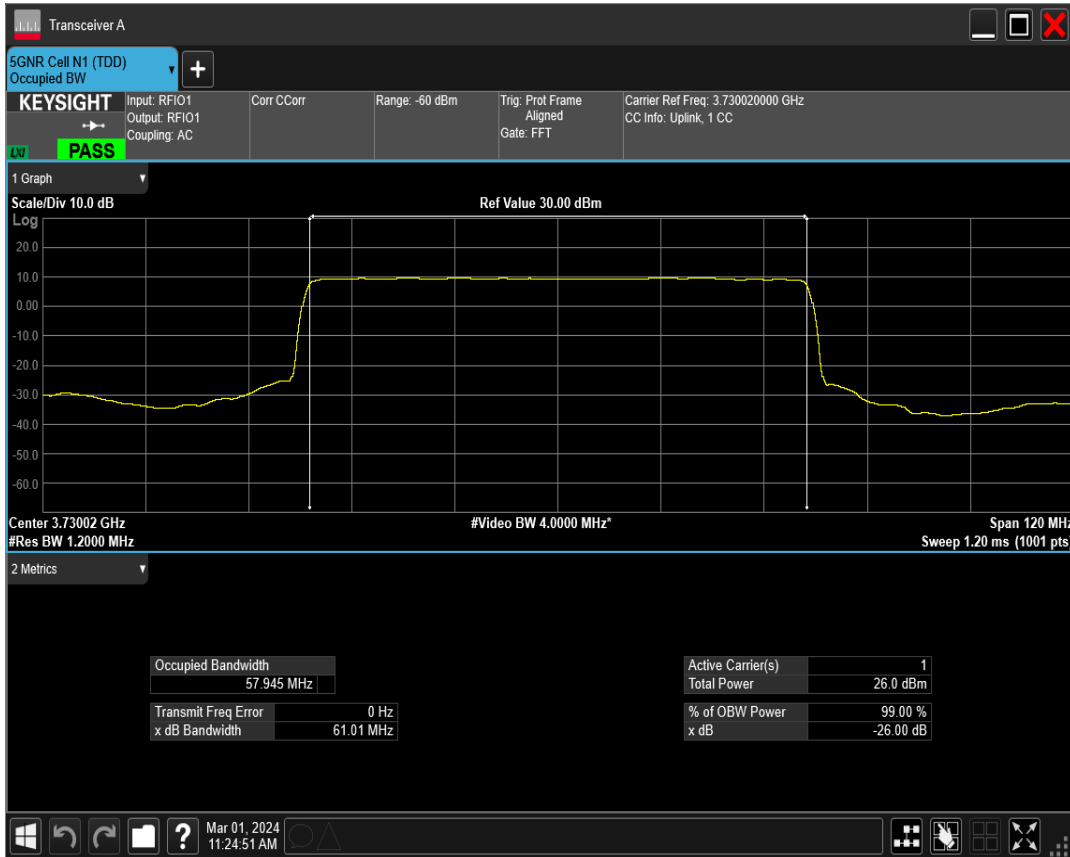 Transceiver A
5GNR Cell N1 (TDD)
Occupied BW
+
KEYSIGHT
LXI
PASS
Input: RFIO1
Output: RFIO1
Coupling: AC
Corr CCorr
Range: -60 dBm
Trig: Prot Frame
Aligned
Gate: FFT
Carrier Ref Freq: 3.730020000 GHz
CC Info: Uplink, 1 CC
1 Graph
Scale/Div 10.0 dB
Ref Value 30.00 dBm
Log
20.0
10.0
0.00
-10.0
-20.0
-30.0
-40.0
-50.0
-60.0
Center 3.73002 GHz
#Video BW 4.0000 MHz*
Span 120 MHz
#Res BW 1.2000 MHz
Sweep 1.20 ms (1001 pts)
2 Metrics
Occupied Bandwidth
57.945 MHz
Transmit Freq Error 0 Hz
x dB Bandwidth 61.01 MHz
Active Carrier(s) 1
Total Power 26.0 dBm
% of OBW Power 99.00 %
x dB -26.00 dB
?
Mar 01, 2024
11:24:51 AM